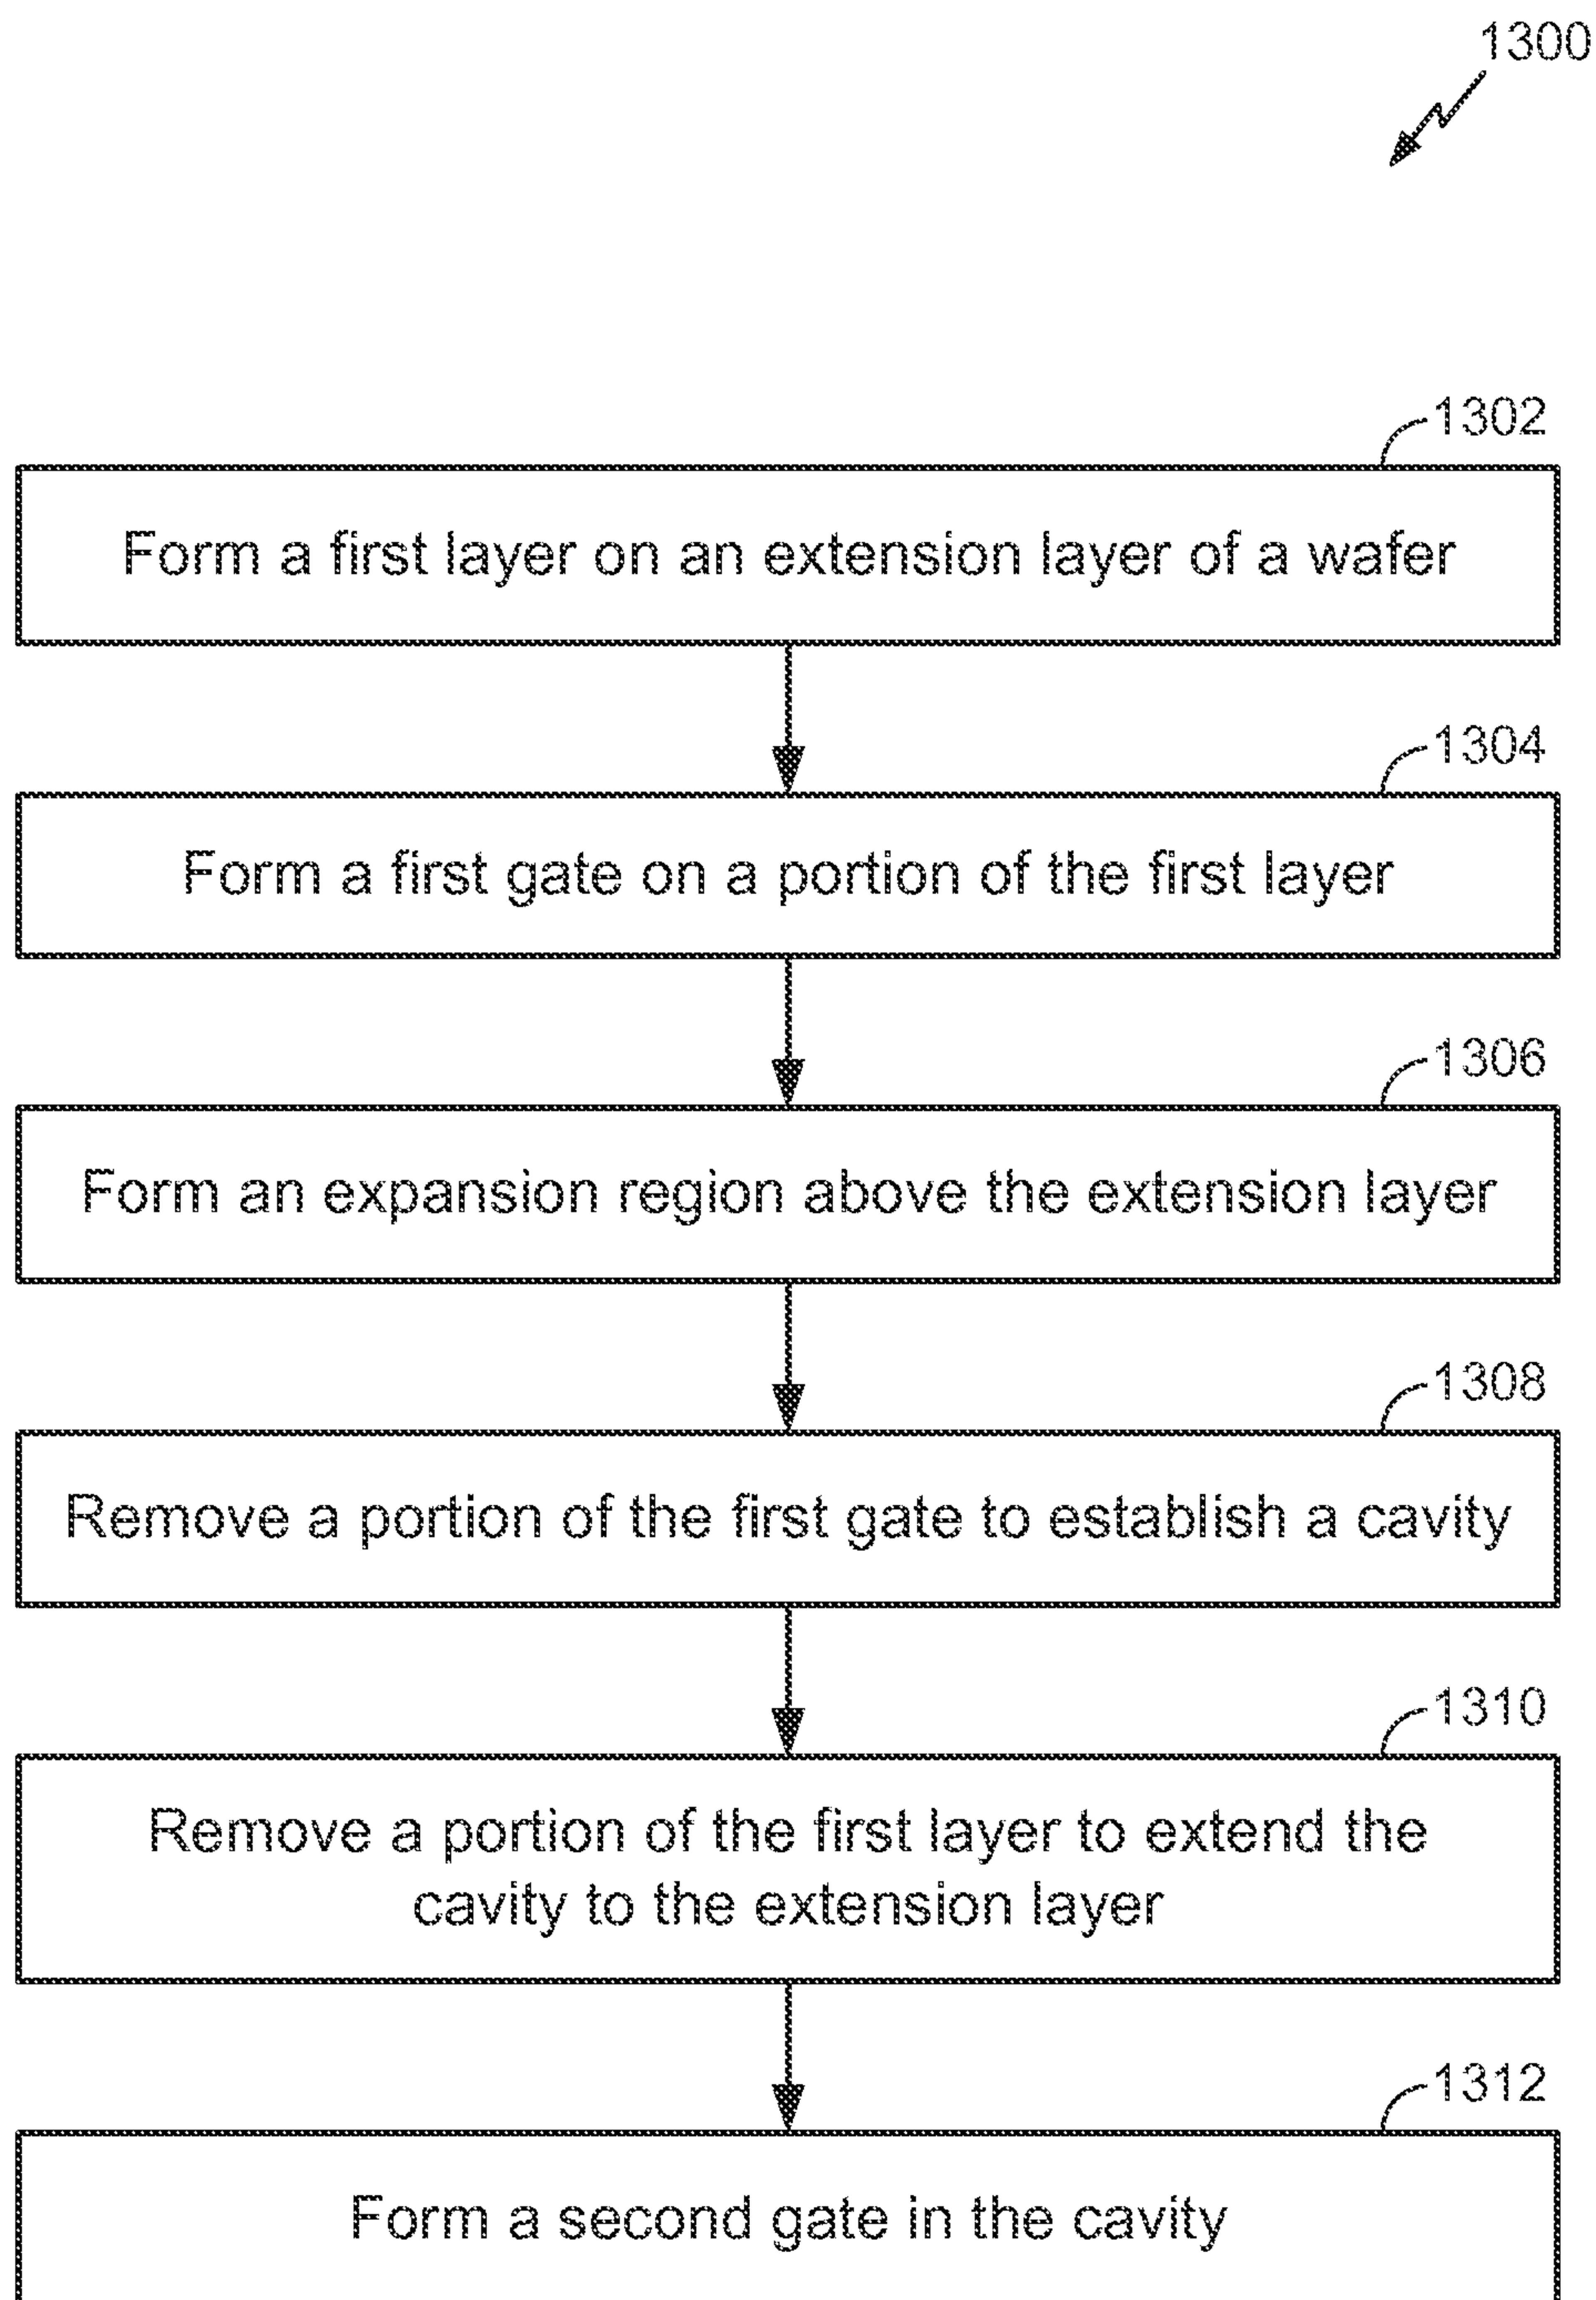 1300
1302
Form a first layer on an extension layer of a wafer
1304
Form a first gate on a portion of the first layer
1306
Form an expansion region above the extension layer
1308
Remove a portion of the first gate to establish a cavity
1310
Remove a portion of the first layer to extend the
cavity to the extension layer
1312
Form a second gate in the cavity